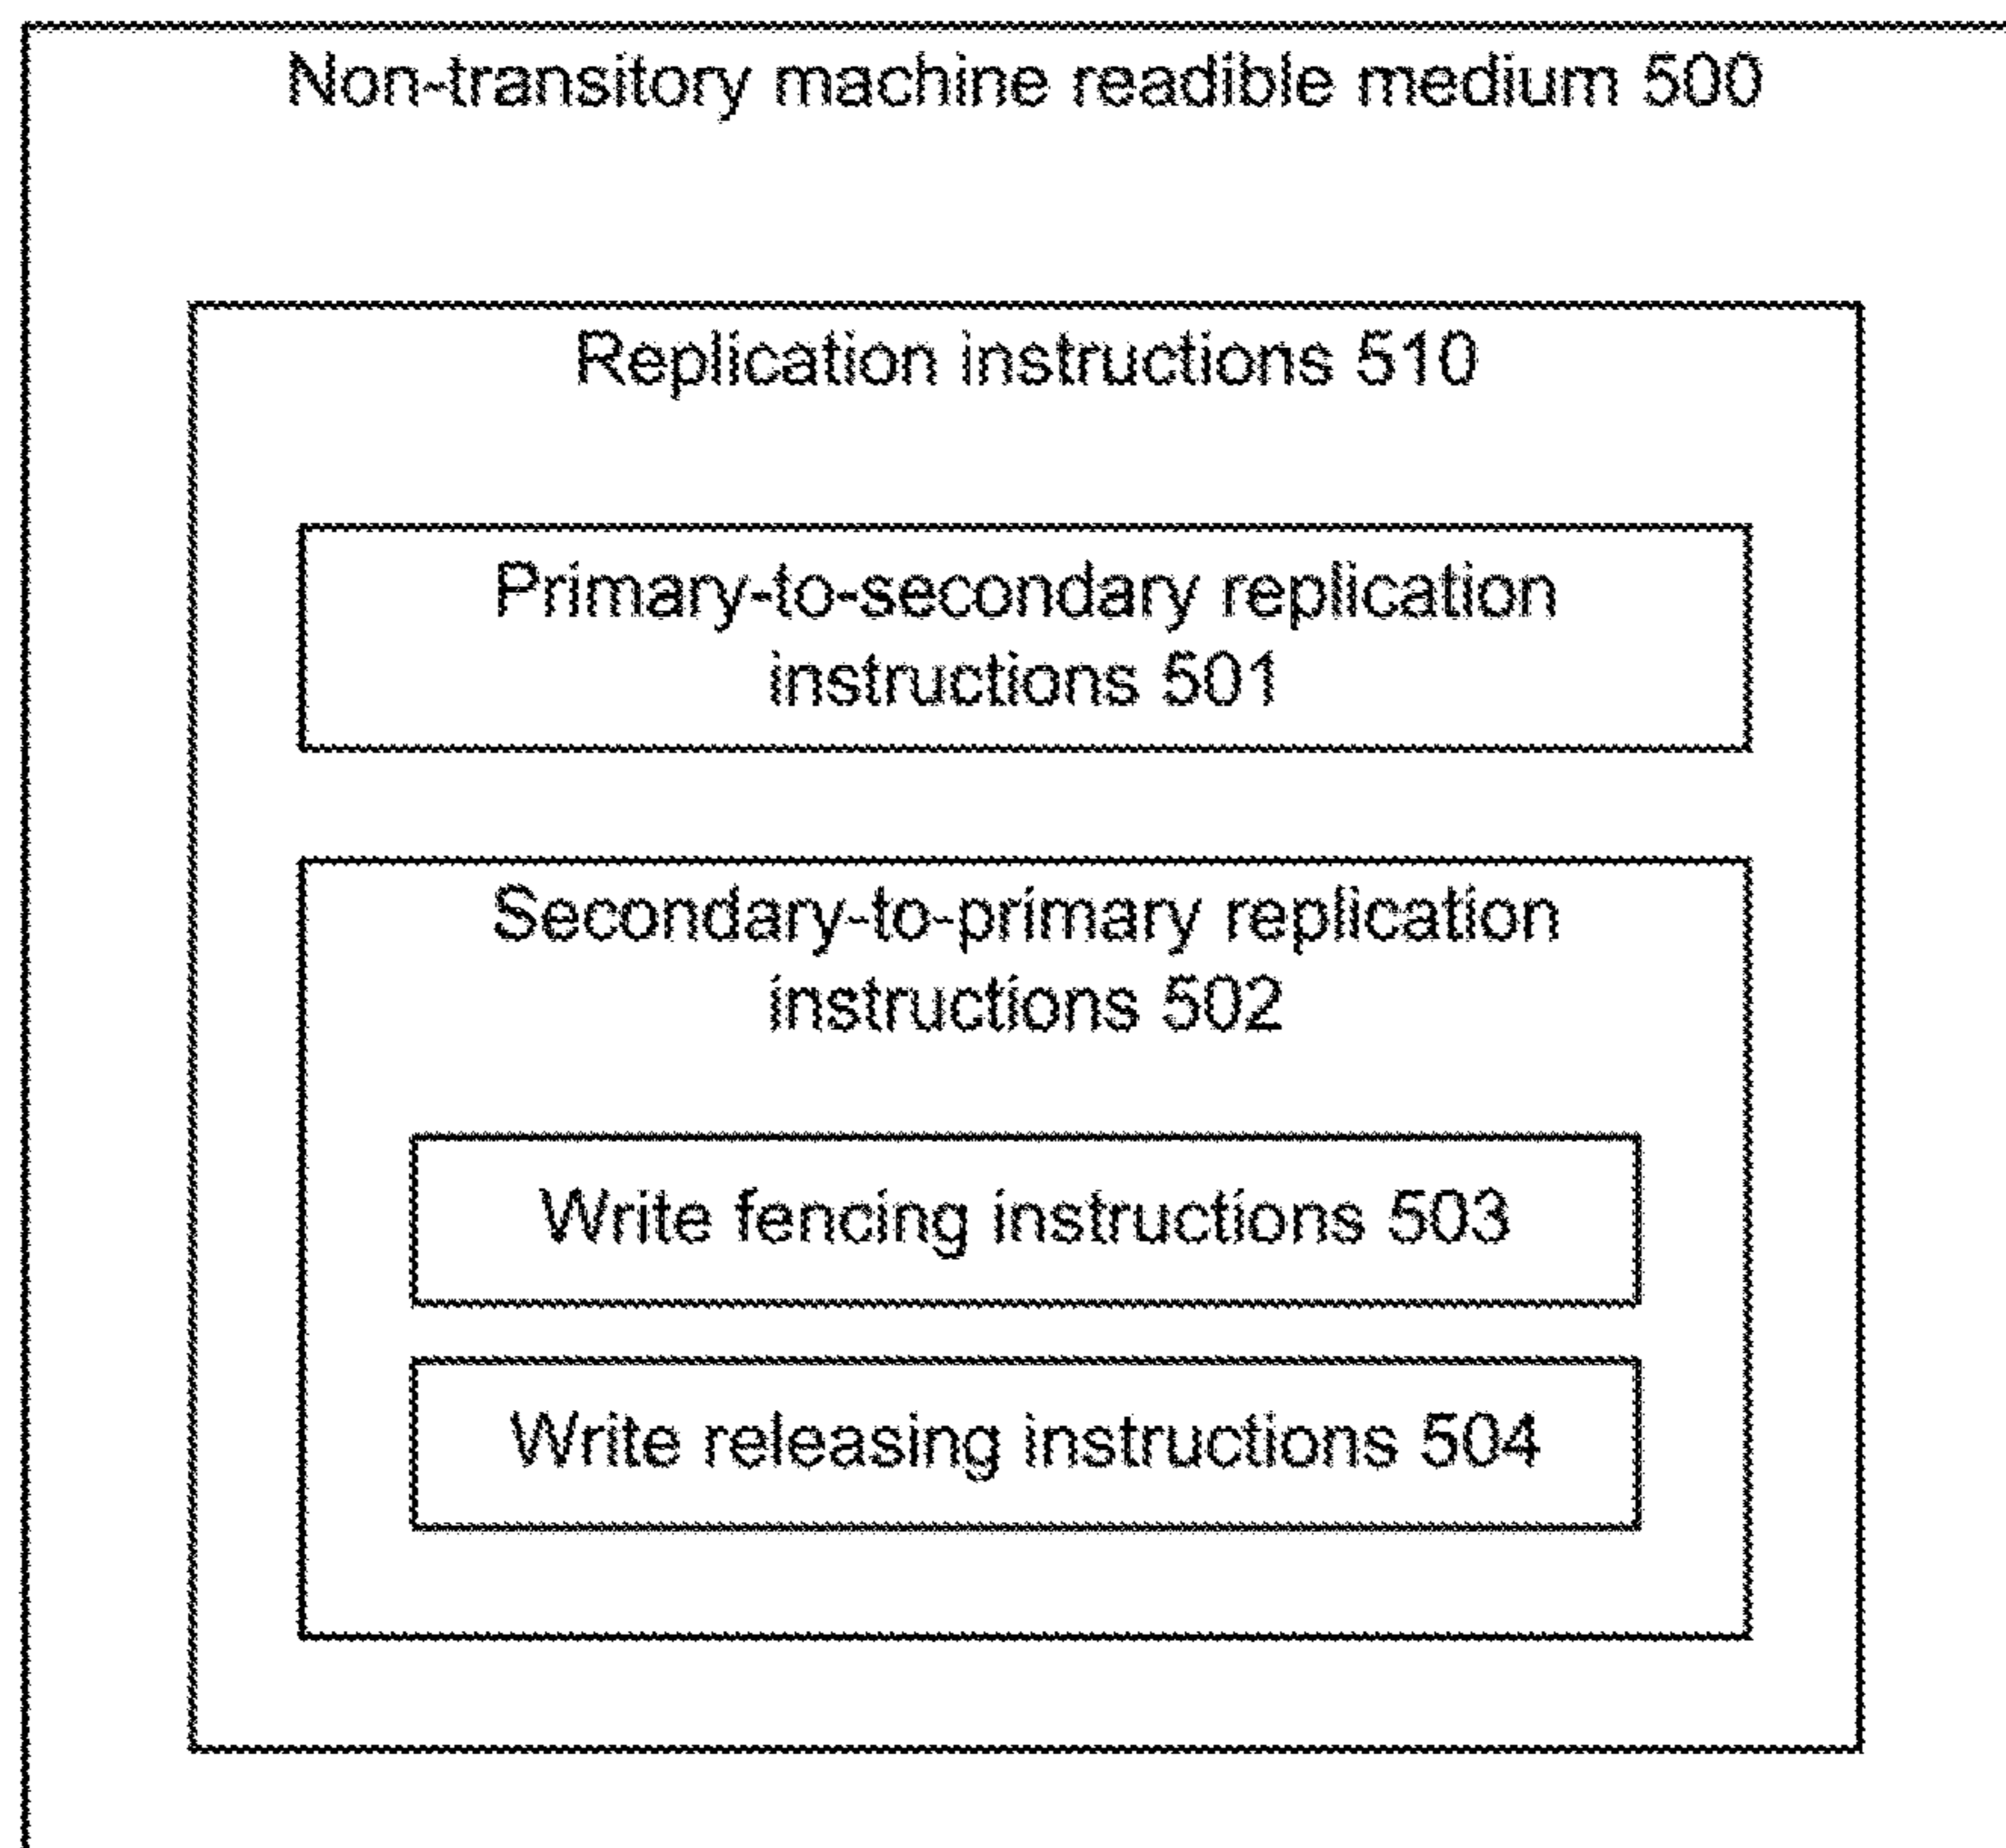 Non-transitory machine readible medium 500
Replication instructions 510
Primary-to-secondary replication
instructions 501
Secondary-to-primary replication
instructions 502
Write fencing instructions 503
Write releasing instructions 504